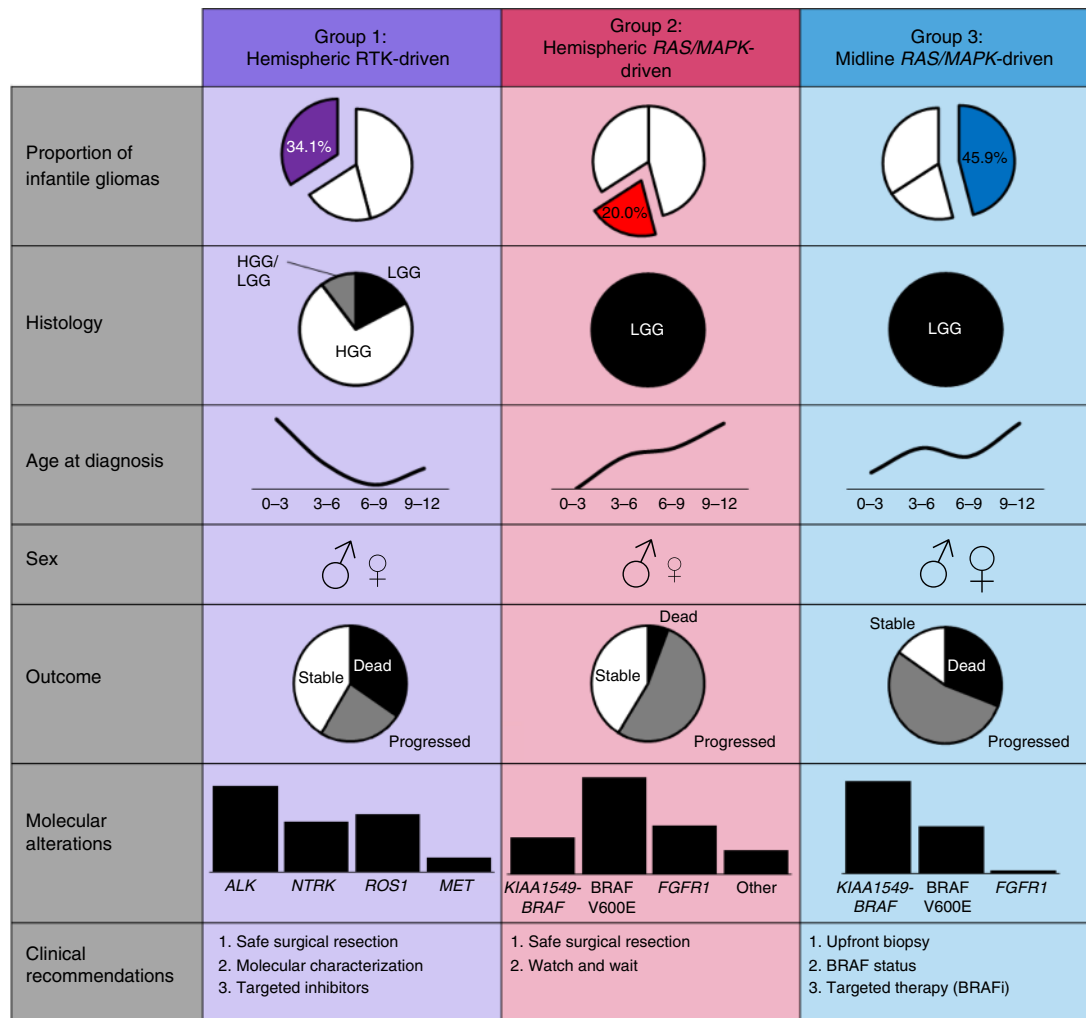 Group 1:
Hemispheric RTK-driven
Group 2:
Hemispheric RAS/MAPK-
driven
Group 3:
Midline RAS/MAPK-driven
Proportion of
infantile gliomas
34.1%
20.0%
45.9%
Histology
HGG/
LGG
LGG
HGG
LGG
LGG
Age at diagnosis
0–3 3–6 6–9 9–12
0–3 3–6 6–9 9–12
0–3 3–6 6–9 9–12
Sex
Outcome
Stable
Dead
Progressed
Dead
Stable
Progressed
Stable
Dead
Progressed
Molecular
alterations
ALK NTRK ROS1 MET
KIAA1549-
BRAF
BRAF
V600E
FGFR1
Other
KIAA1549-
BRAF
BRAF
V600E
FGFR1
Clinical
recommendations
1. Safe surgical resection
2. Molecular characterization
3. Targeted inhibitors
1. Safe surgical resection
2. Watch and wait
1. Upfront biopsy
2. BRAF status
3. Targeted therapy (BRAFi)